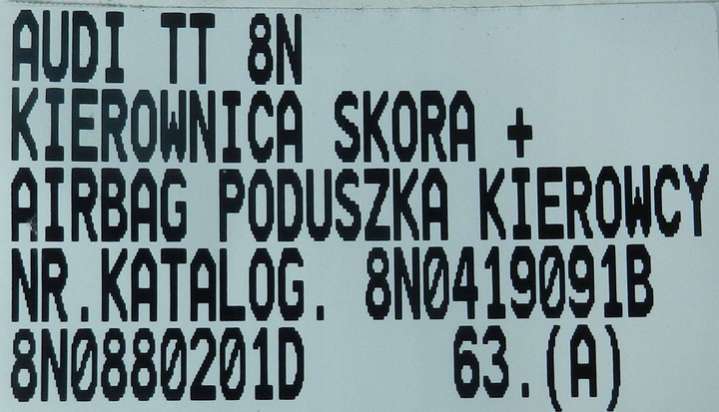 AUDI TT 8N
KIEROWNICA SKORA +
AIRBAG PODUSZKA KIEROWCY
NR.KATALOG. 8N0419091B
8N0880201D 63.(A)